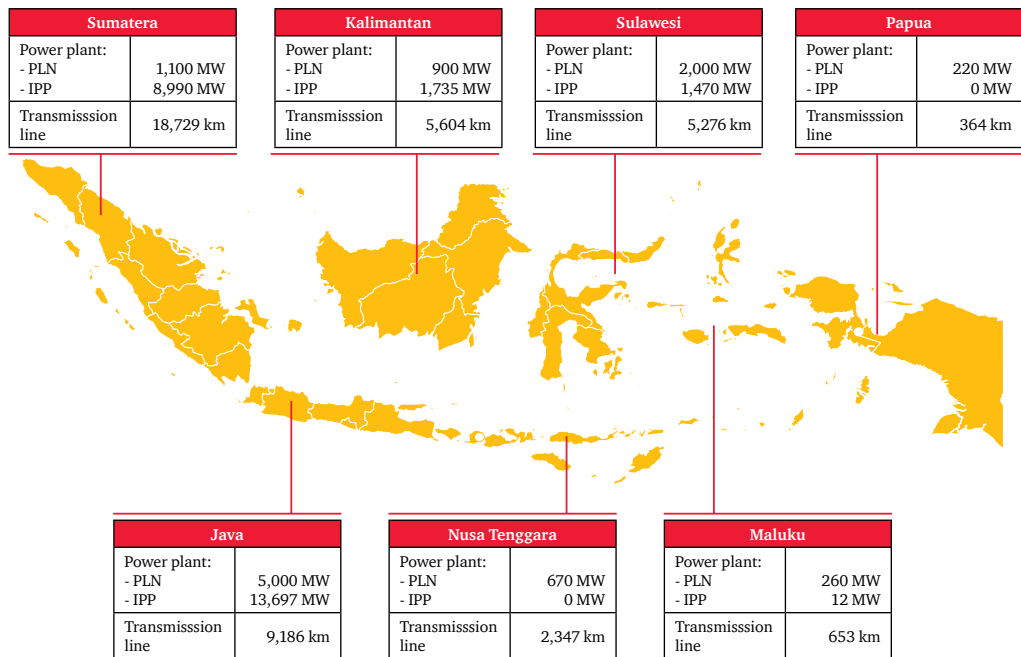 Sumatera
Power plant:
- PLN 1,100 MW
- IPP 8,990 MW
Transmisssion
line 18,729 km
Kalimantan
Power plant:
- PLN 900 MW
- IPP 1,735 MW
Transmisssion
line 5,604 km
Sulawesi
Power plant:
- PLN 2,000 MW
- IPP 1,470 MW
Transmisssion
line 5,276 km
Papua
Power plant:
- PLN 220 MW
- IPP 0 MW
Transmisssion
line 364 km
Java
Power plant:
- PLN 5,000 MW
- IPP 13,697 MW
Transmisssion
line 9,186 km
Nusa Tenggara
Power plant:
- PLN 670 MW
- IPP 0 MW
Transmisssion
line 2,347 km
Maluku
Power plant:
- PLN 260 MW
- IPP 12 MW
Transmisssion
line 653 km